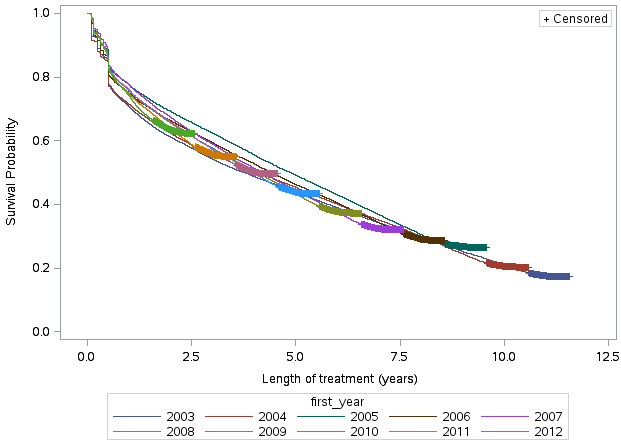 + Censored
Survival Probability
1.0
0.8
0.6
0.4
0.2
0.0
0.0 2.5 5.0 7.5 10.0 12.5
Length of treatment (years)
first_year
2003 2004 2005 2006 2007
2008 2009 2010 2011 2012